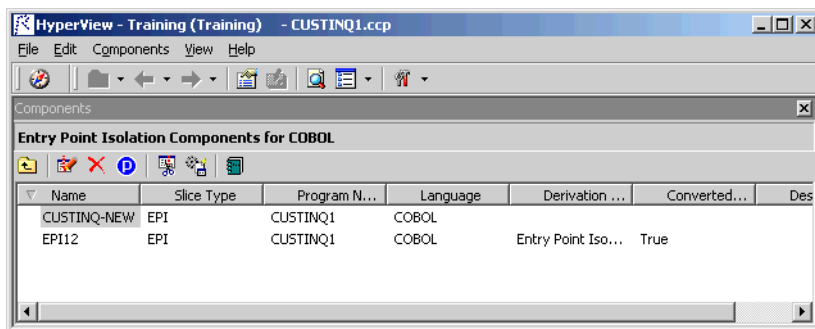 HyperView - Training (Training) - CUSTINQ1.ccp
File Edit Components View Help
Components
Entry Point Isolation Components for COBOL
Name Slice Type Program N... Language Derivation ... Converted... Des
CUSTINQ-NEW EPI CUSTINQ1 COBOL
EPI12 EPI CUSTINQ1 COBOL Entry Point Iso... True